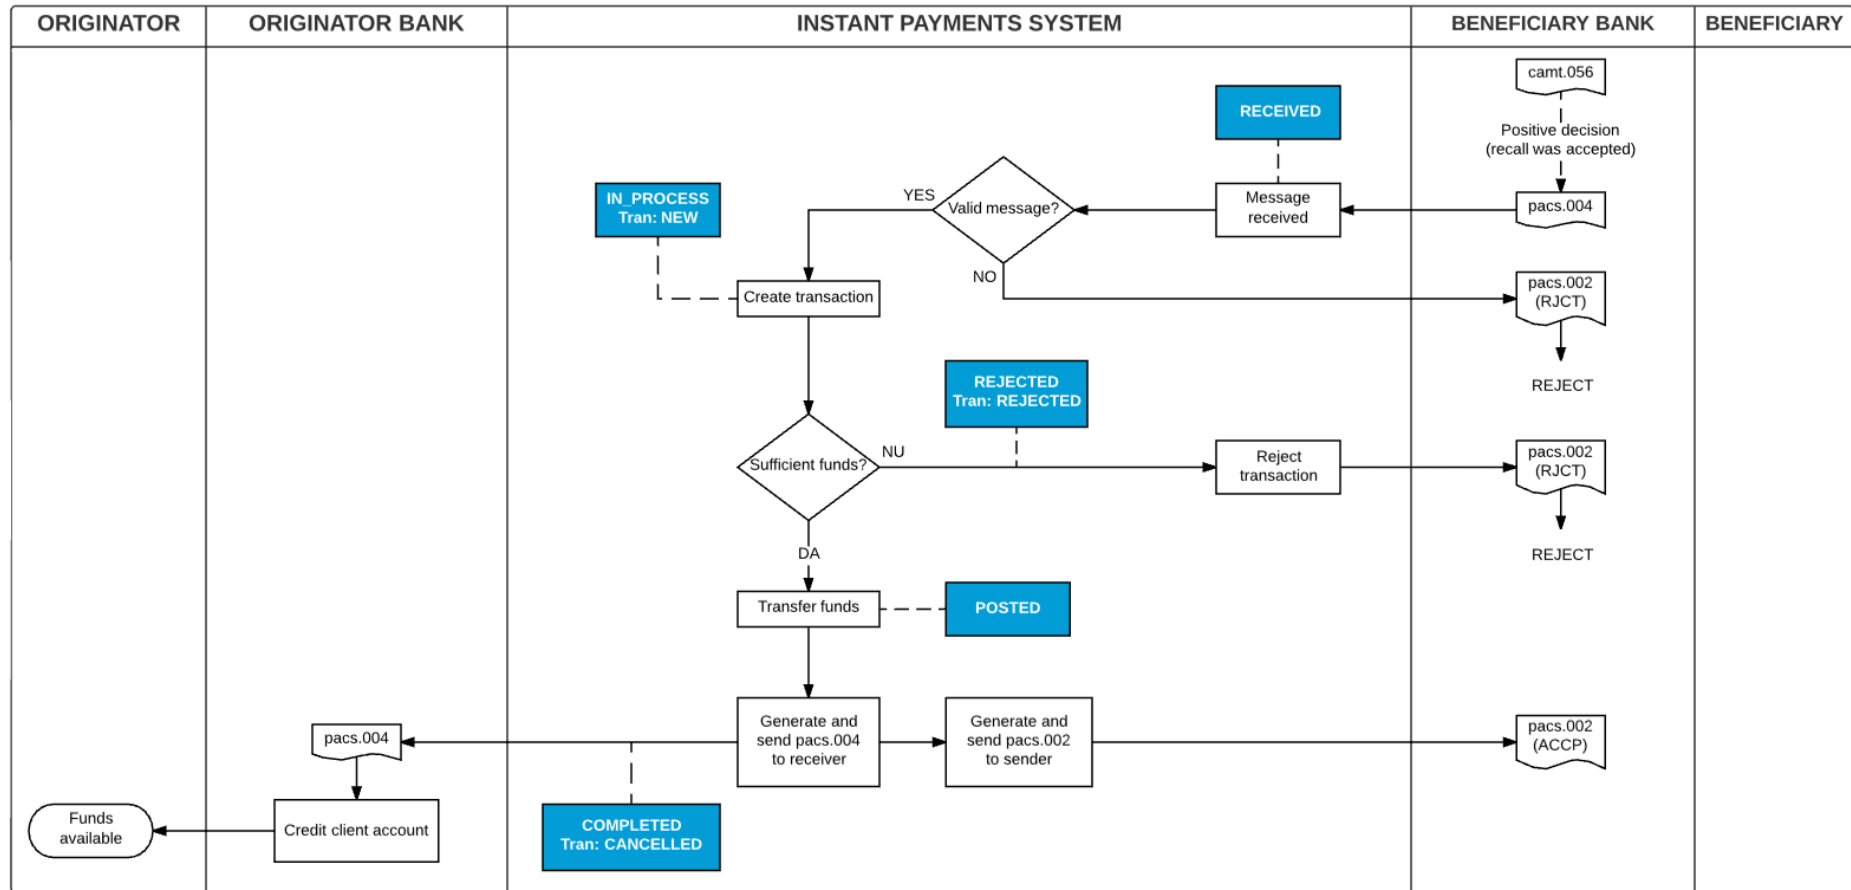 ORIGINATOR
ORIGINATOR BANK
INSTANT PAYMENTS SYSTEM
BENEFICIARY BANK
BENEFICIARY
camt.056
RECEIVED
Positive decision
(recall was accepted)
IN_PROCESS
Tran: NEW
YES
Valid message?
Message
received
pacs.004
NO
Create transaction
pacs.002
(RJCT)
REJECT
REJECTED
Tran: REJECTED
Sufficient funds?
NU
Reject
transaction
pacs.002
(RJCT)
REJECT
DA
Transfer funds
POSTED
pacs.004
Generate and
send pacs.004
to receiver
Generate and
send pacs.002
to sender
pacs.002
(ACCP)
Funds
available
Credit client account
COMPLETED
Tran: CANCELLED